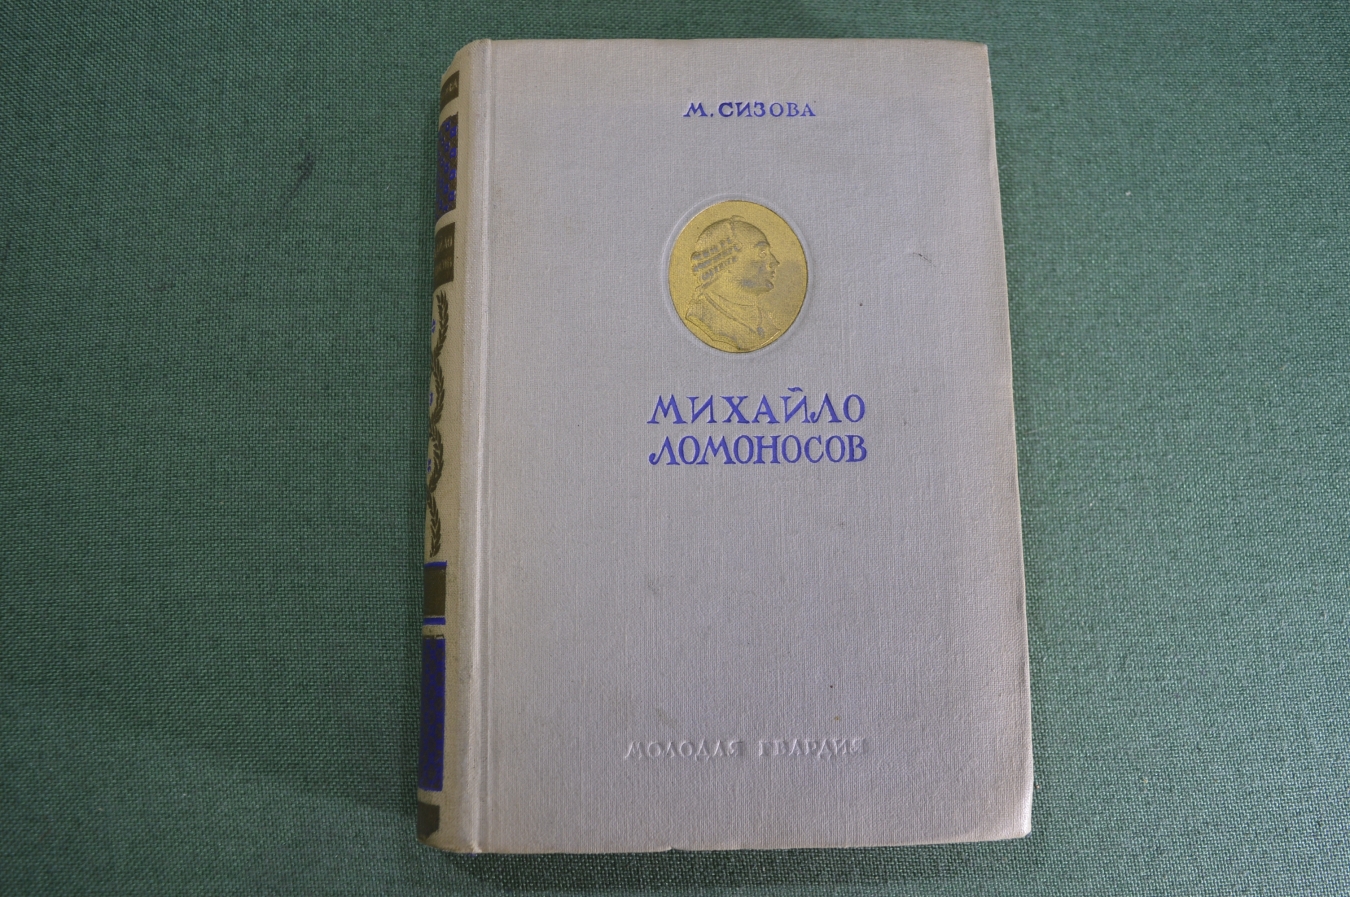 М. СИЗОВА
МИХАЙЛО
ЛОМОНОСОВ
МОЛОДАЯ ГВАРДИЯ